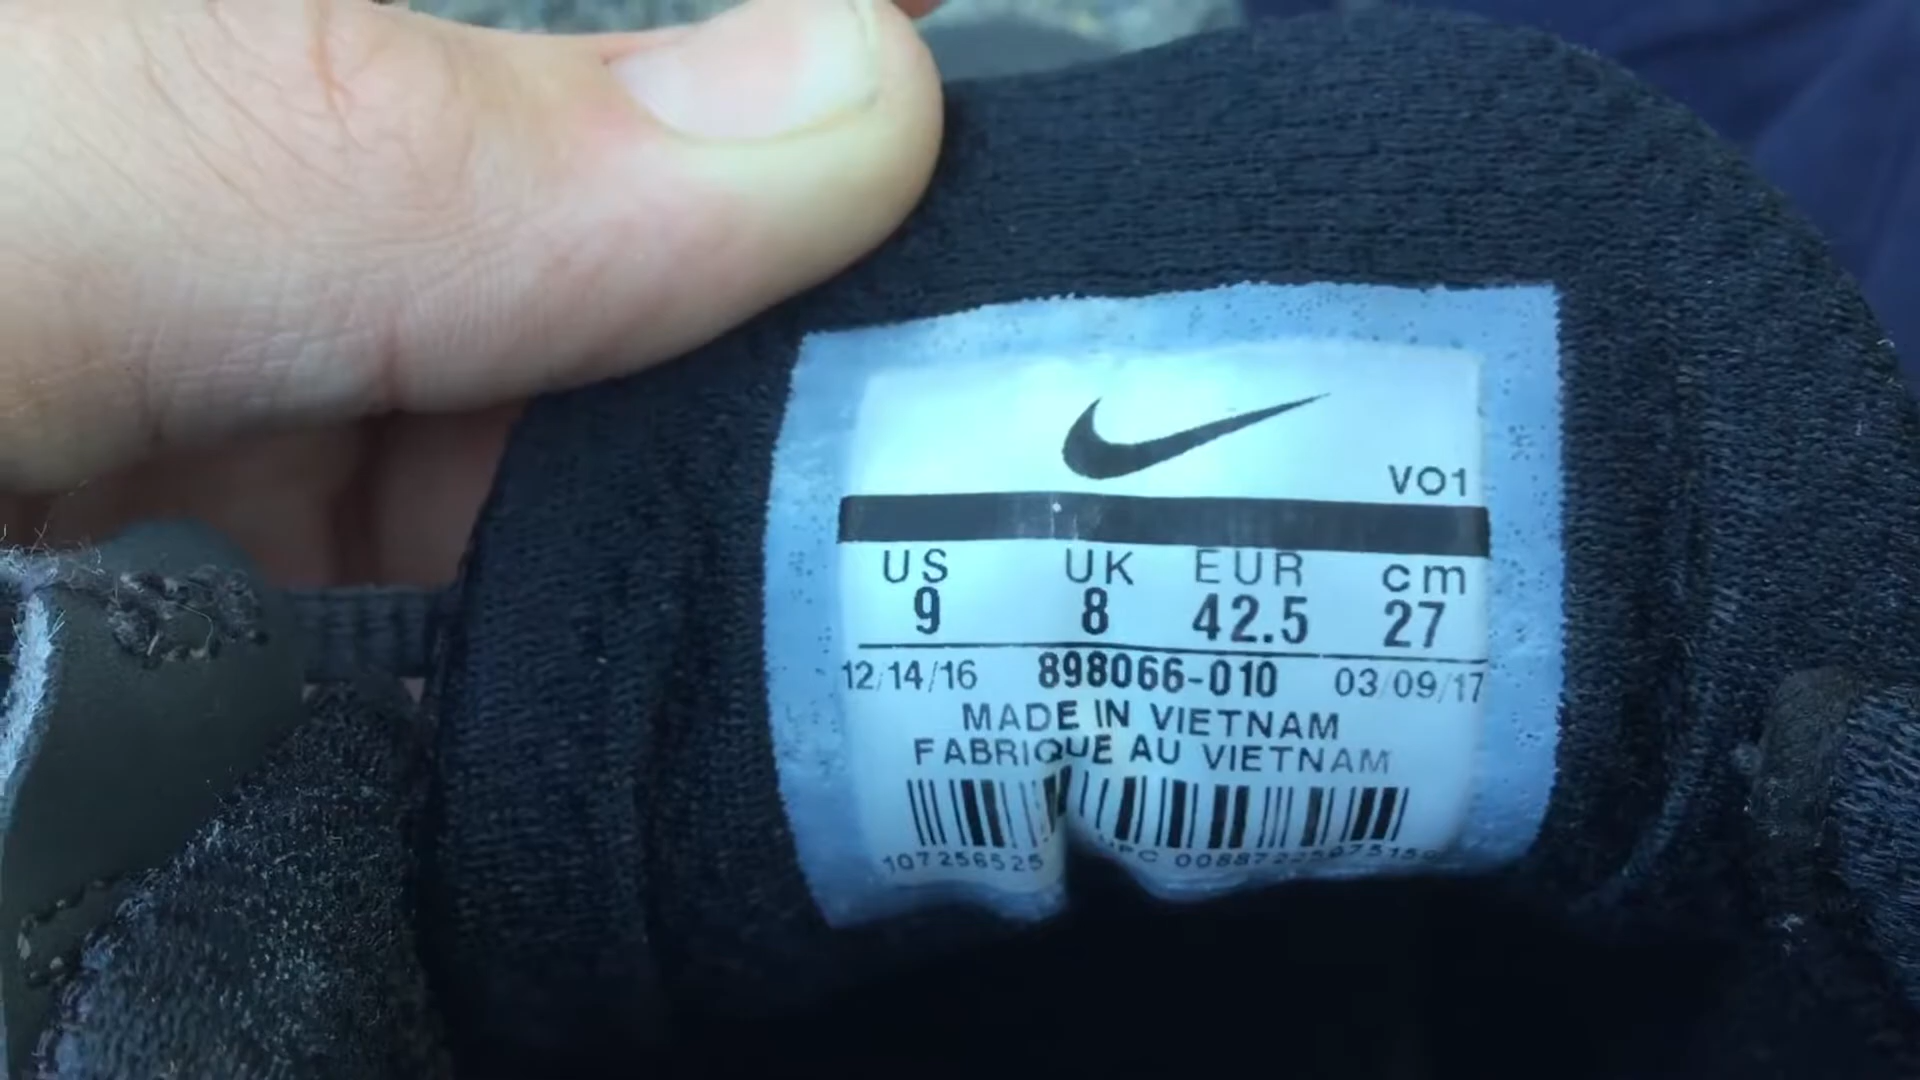 VO1
US UK EUR cm
9 8 42.5 27
12/14/16 898066-010 03/09/17
MADE IN VIETNAM
FABRIQUE AU VIETNAM
107256525